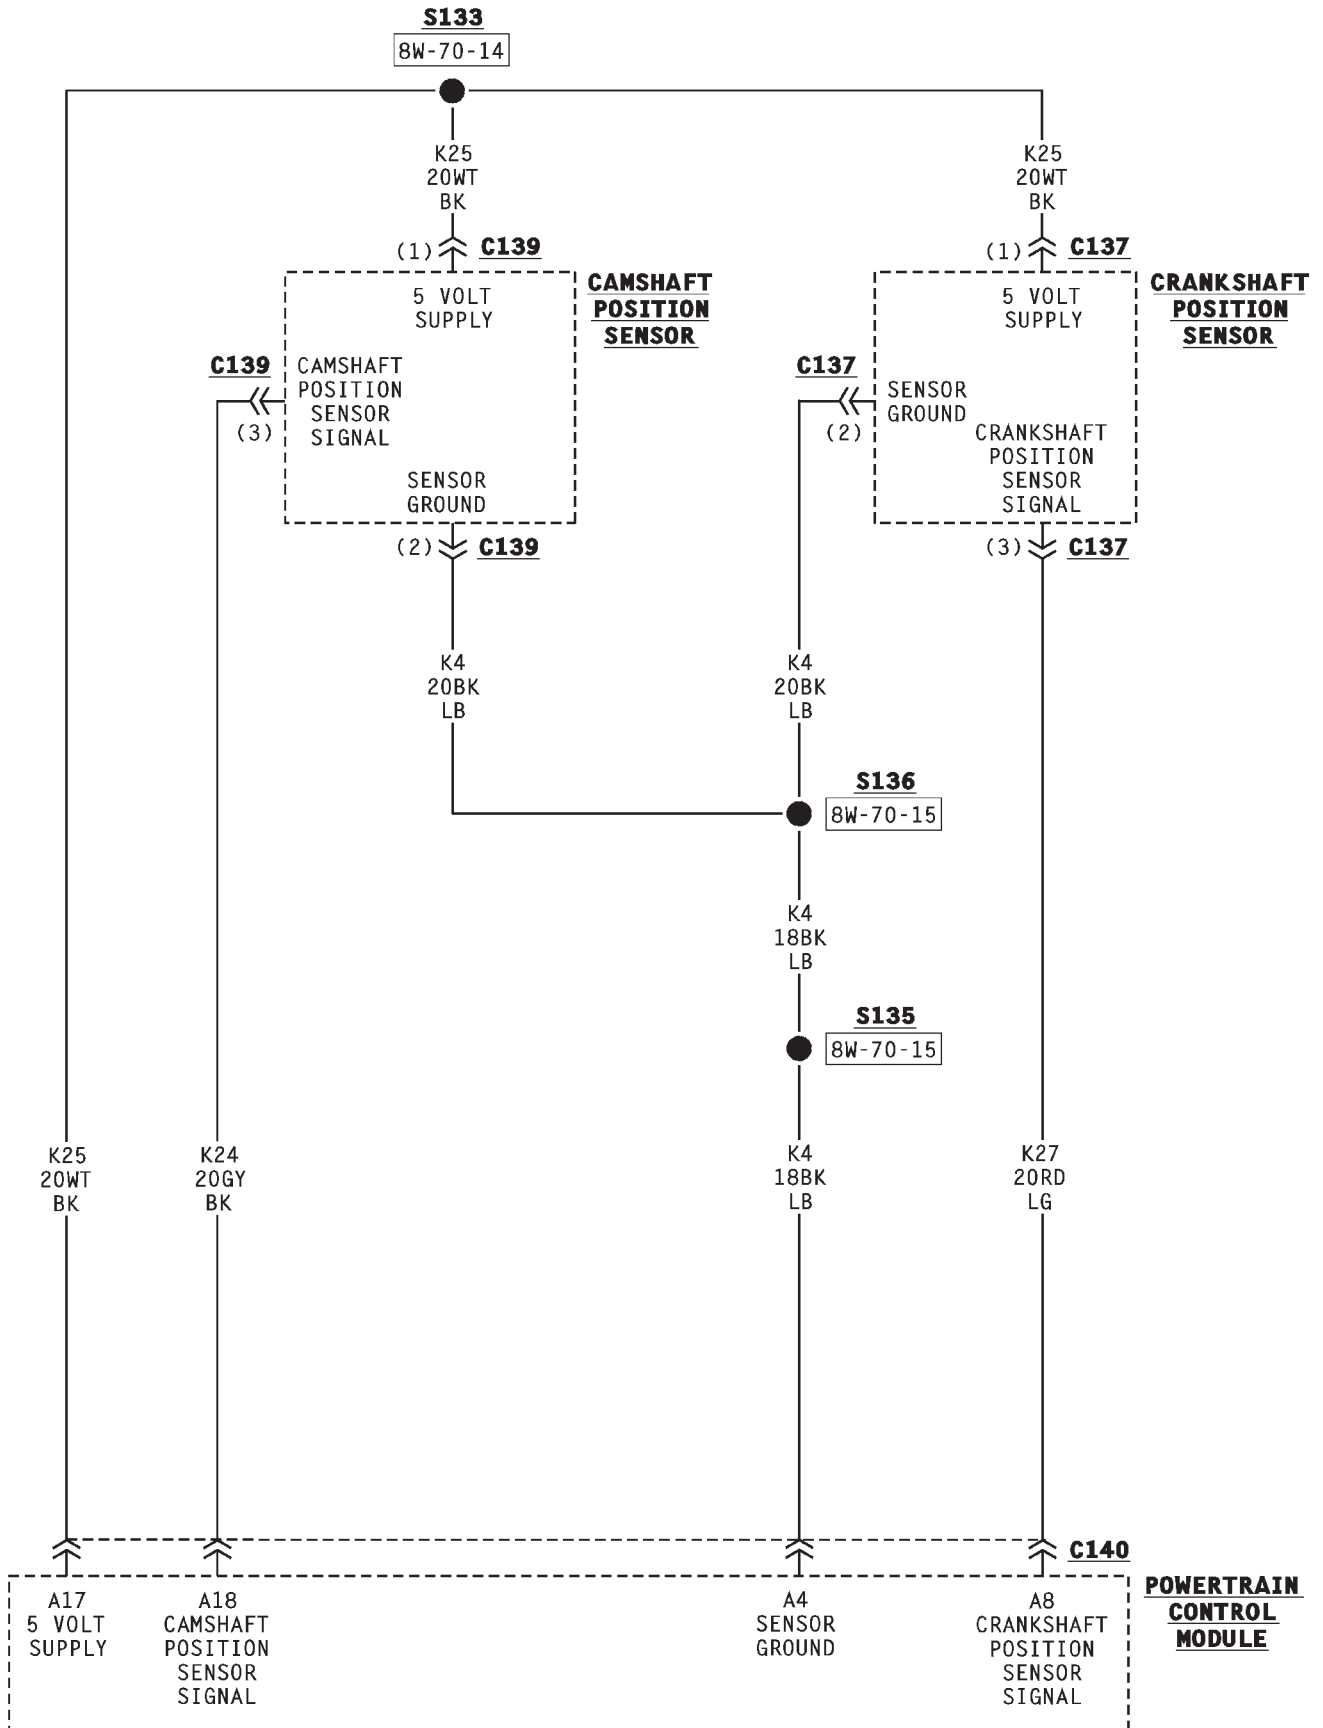 S133
8W-70-14
K25
20WT
BK
K25
20WT
BK
(1)
C139
(1)
C137
5 VOLT
SUPPLY
CAMSHAFT
POSITION
SENSOR
5 VOLT
SUPPLY
CRANKSHAFT
POSITION
SENSOR
C139
(3)
CAMSHAFT
POSITION
SENSOR
SIGNAL
SENSOR
GROUND
C137
(2)
SENSOR
GROUND
CRANKSHAFT
POSITION
SENSOR
SIGNAL
(2)
C139
(3)
C137
K4
20BK
LB
K4
20BK
LB
S136
8W-70-15
K4
18BK
LB
S135
8W-70-15
K25
20WT
BK
K24
20GY
BK
K4
18BK
LB
K27
20RD
LG
C140
A17
5 VOLT
SUPPLY
A18
CAMSHAFT
POSITION
SENSOR
SIGNAL
A4
SENSOR
GROUND
A8
CRANKSHAFT
POSITION
SENSOR
SIGNAL
POWERTRAIN
CONTROL
MODULE